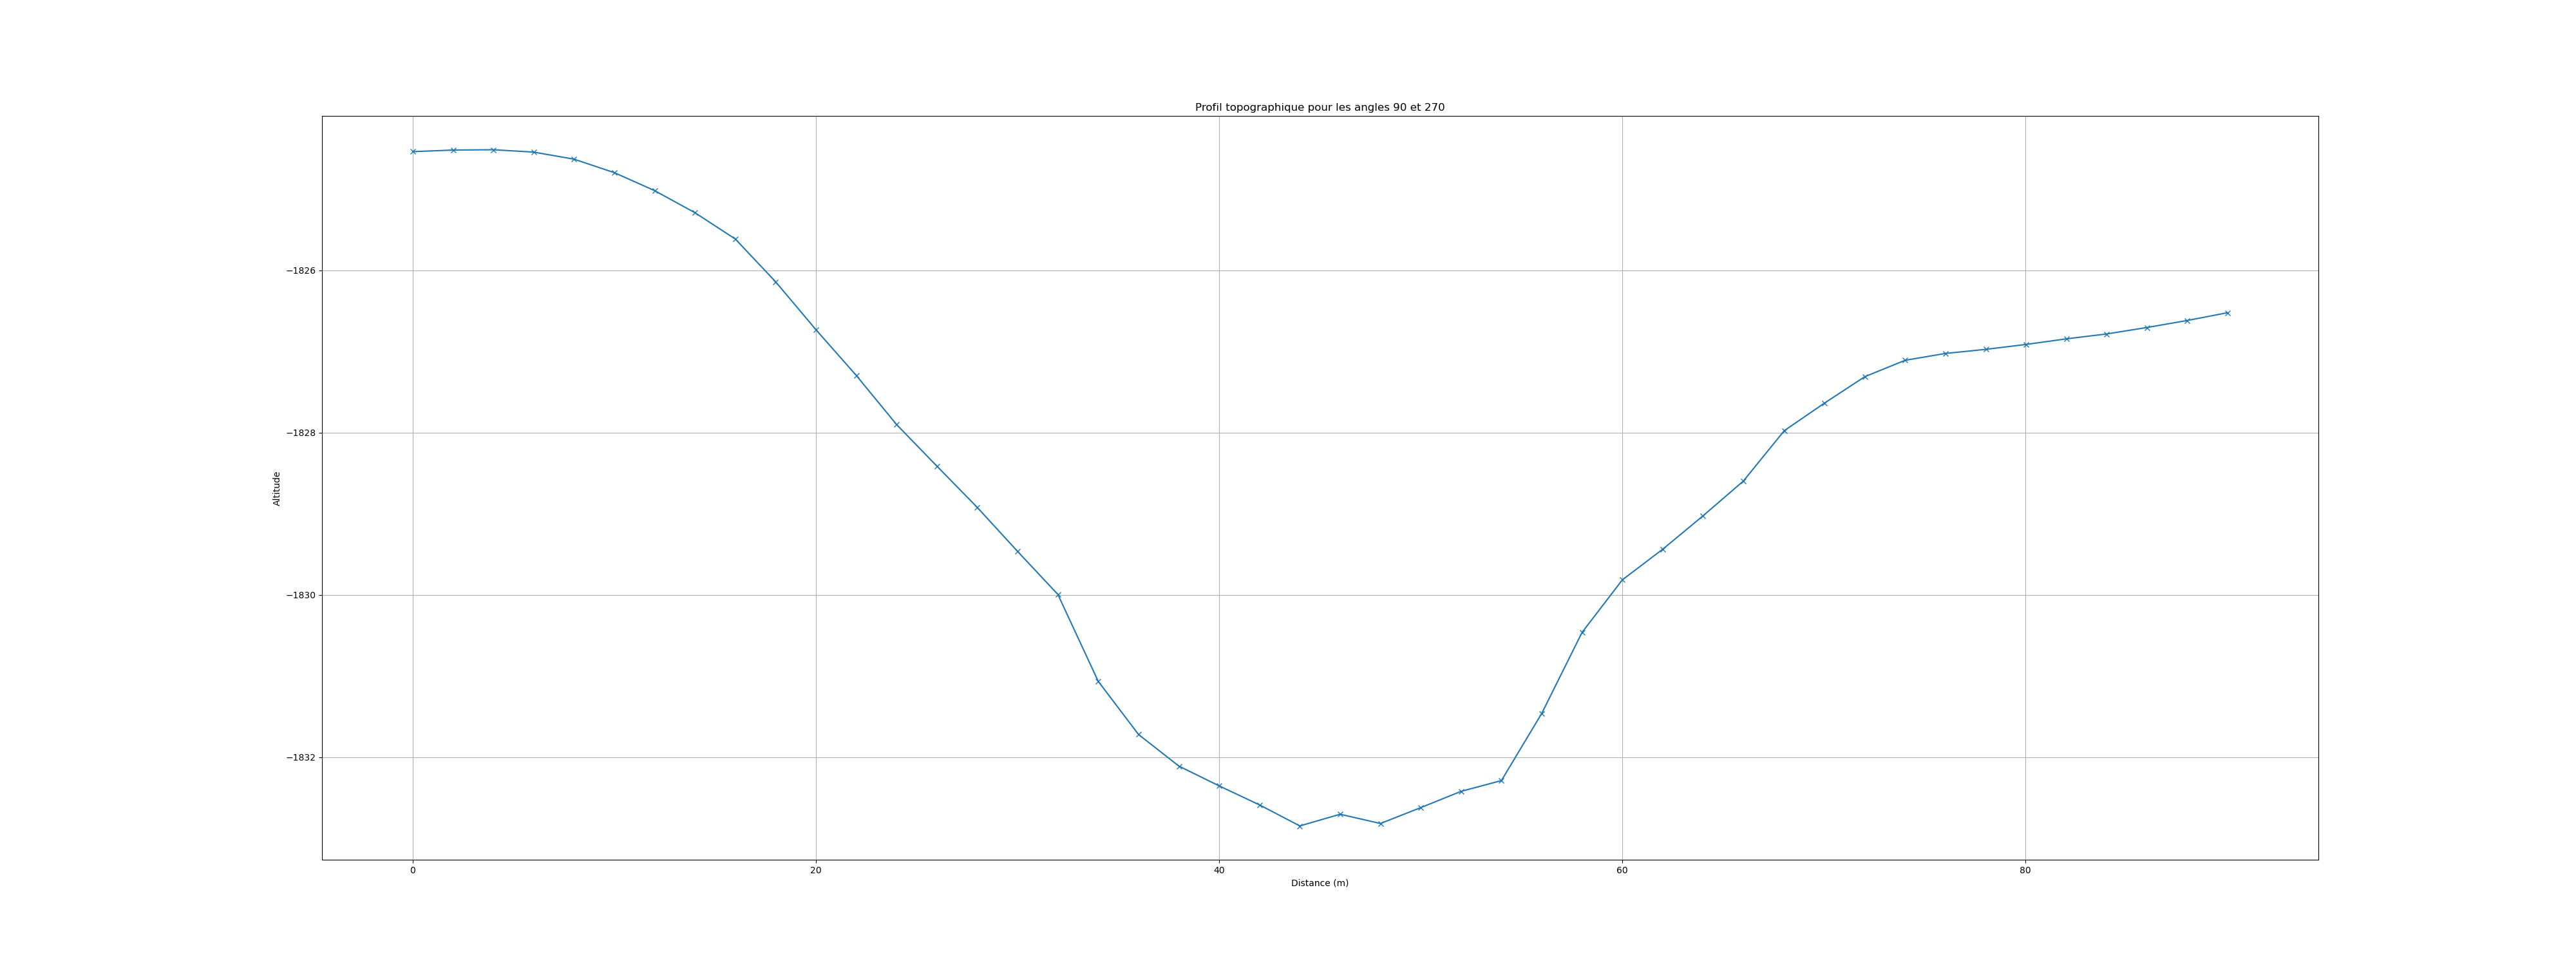 Profil topographique pour les angles 90 et 270
−1826
−1828
−1830
−1832
Altitude
0 20 40 60 80
Distance (m)